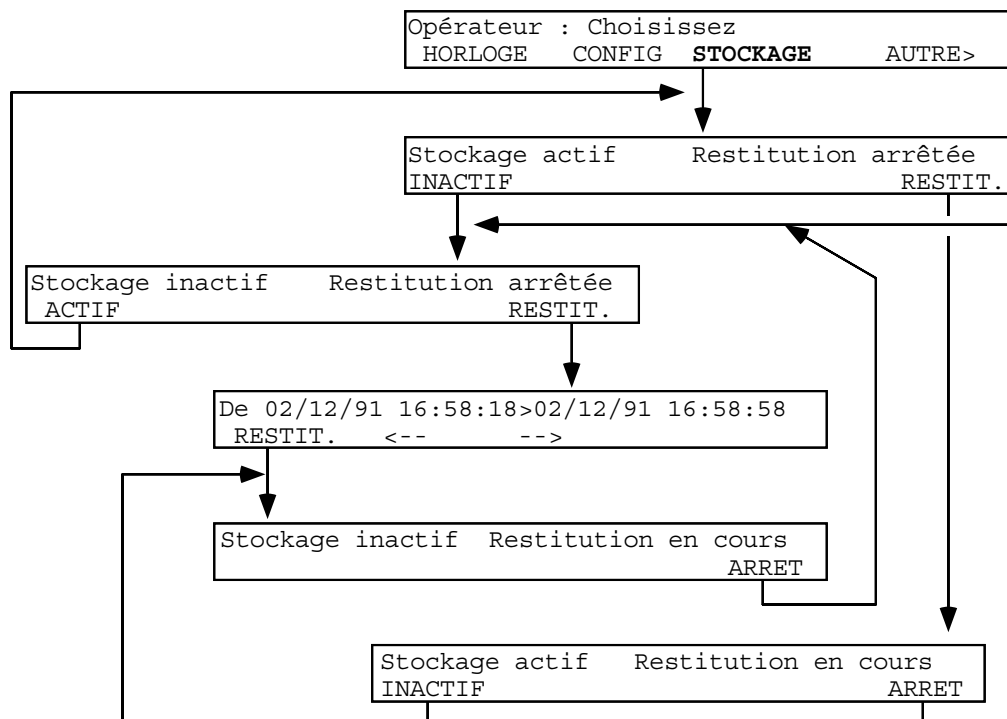 Opérateur : Choisissez
HORLOGE CONFIG STOCKAGE AUTRE>
Stockage actif Restitution arrêtée
INACTIF RESTIT.
Stockage inactif Restitution arrêtée
ACTIF RESTIT.
De 02/12/91 16:58:18>02/12/91 16:58:58
RESTIT. <-- -->
Stockage inactif Restitution en cours
ARRET
Stockage actif Restitution en cours
INACTIF ARRET